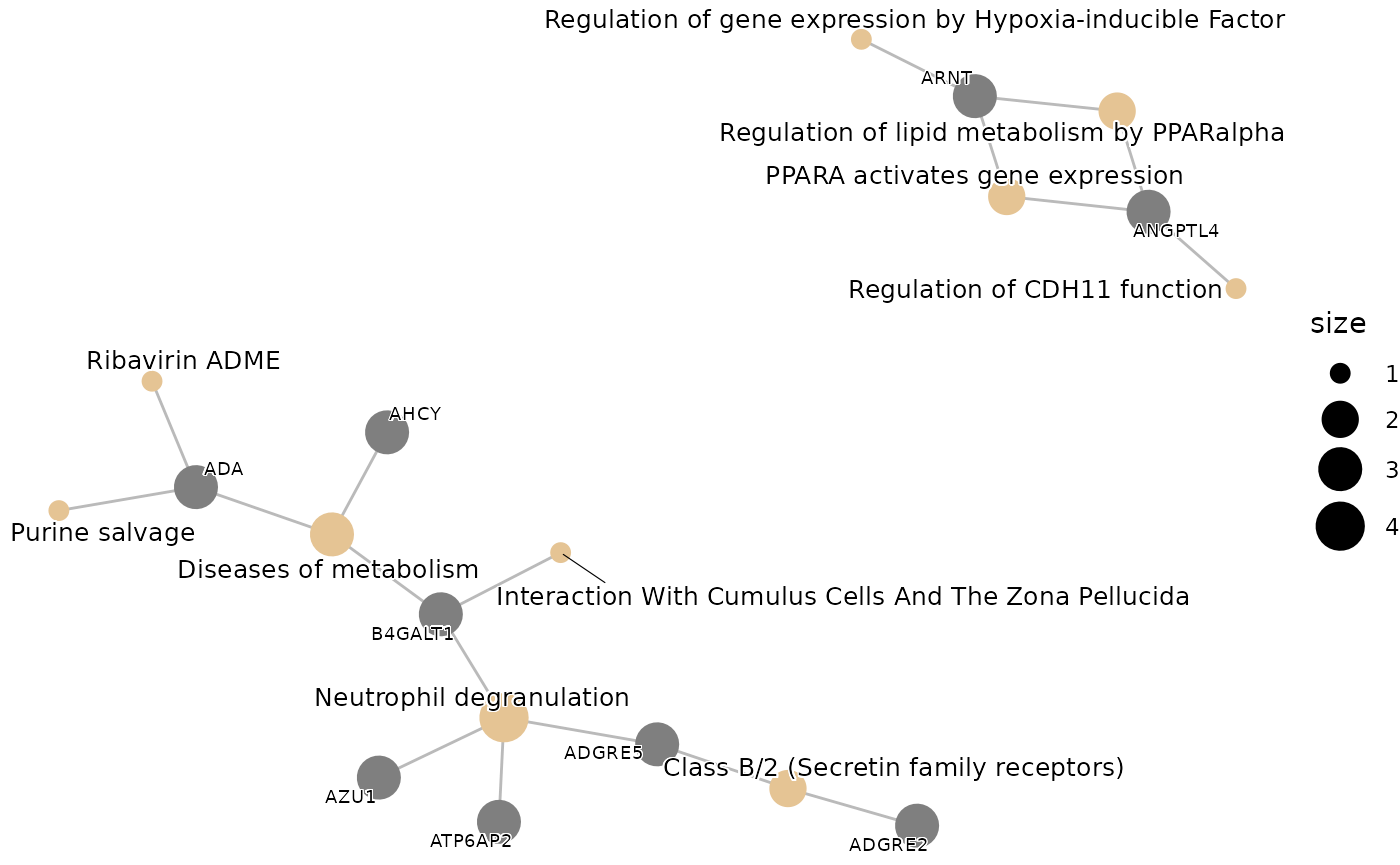 Regulation of gene expression by Hypoxia-inducible Factor
ARNT
Regulation of lipid metabolism by PPARalpha
PPARA activates gene expression
ANGPTL4
Regulation of CDH11 function
size
1
2
3
4
Ribavirin ADME
AHCY
ADA
Purine salvage
Diseases of metabolism
Interaction With Cumulus Cells And The Zona Pellucida
B4GALT1
Neutrophil degranulation
ADGRE5
Class B/2 (Secretin family receptors)
AZU1
ATP6AP2
ADGRE2